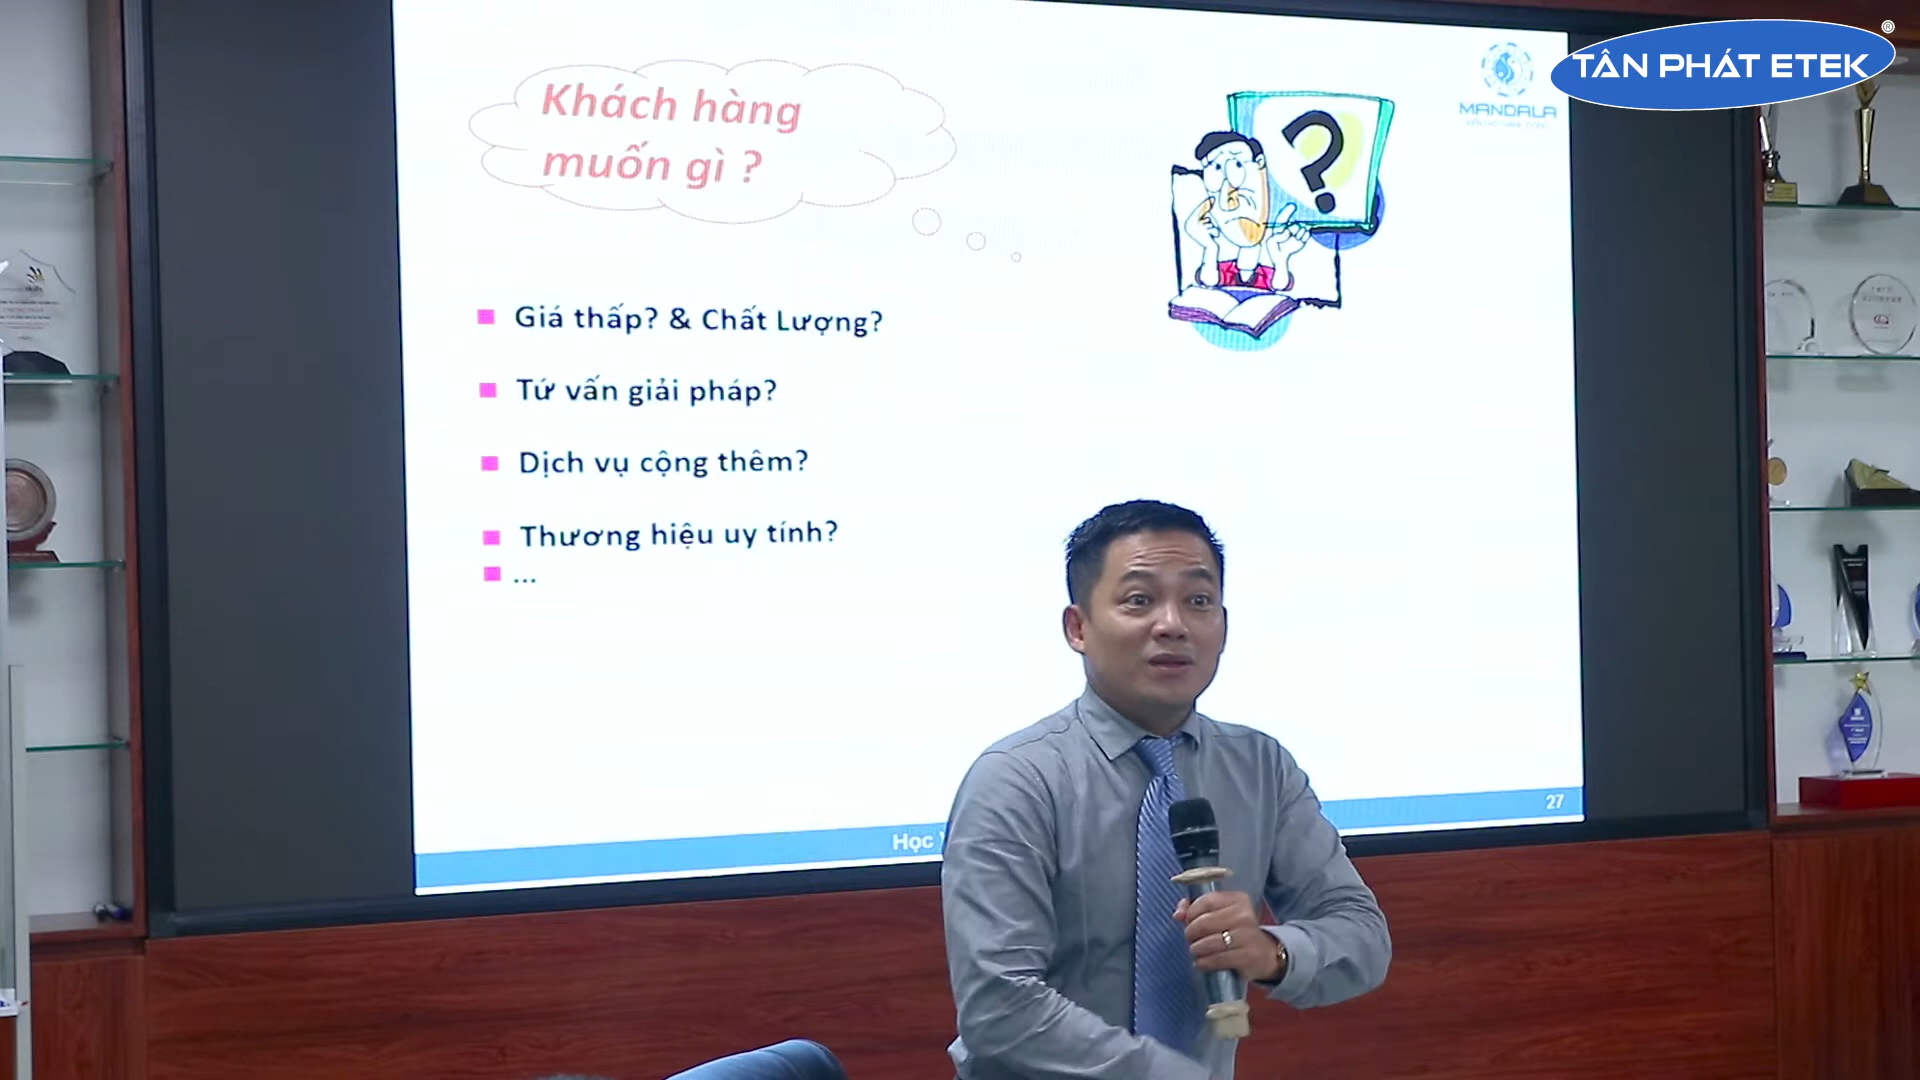 TÂN PHÁT ETEK
®
MANDALA
Khách hàng
muốn gì ?
?
Giá thấp? & Chất Lượng?
Tứ vấn giải pháp?
Dịch vụ cộng thêm?
Thương hiệu uy tính?
...
Học
27